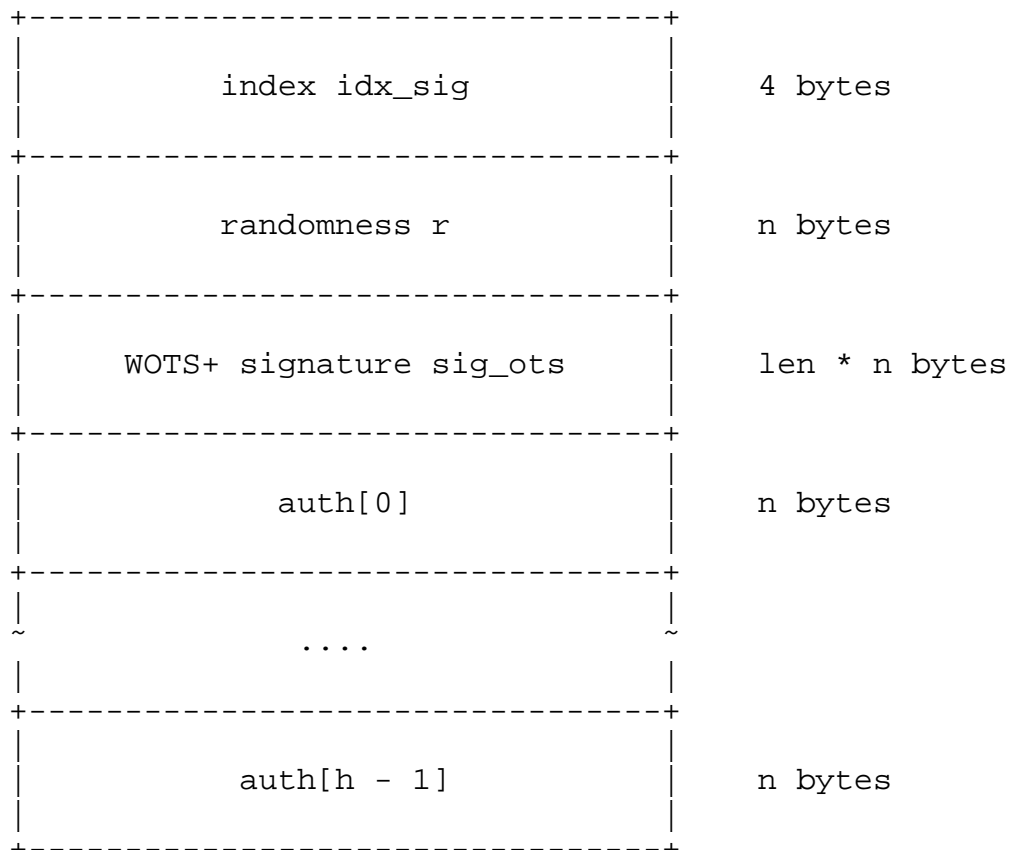 index idx_sig 4 bytes
randomness r n bytes
WOTS+ signature sig_ots len * n bytes
auth[0] n bytes
....
auth[h - 1] n bytes